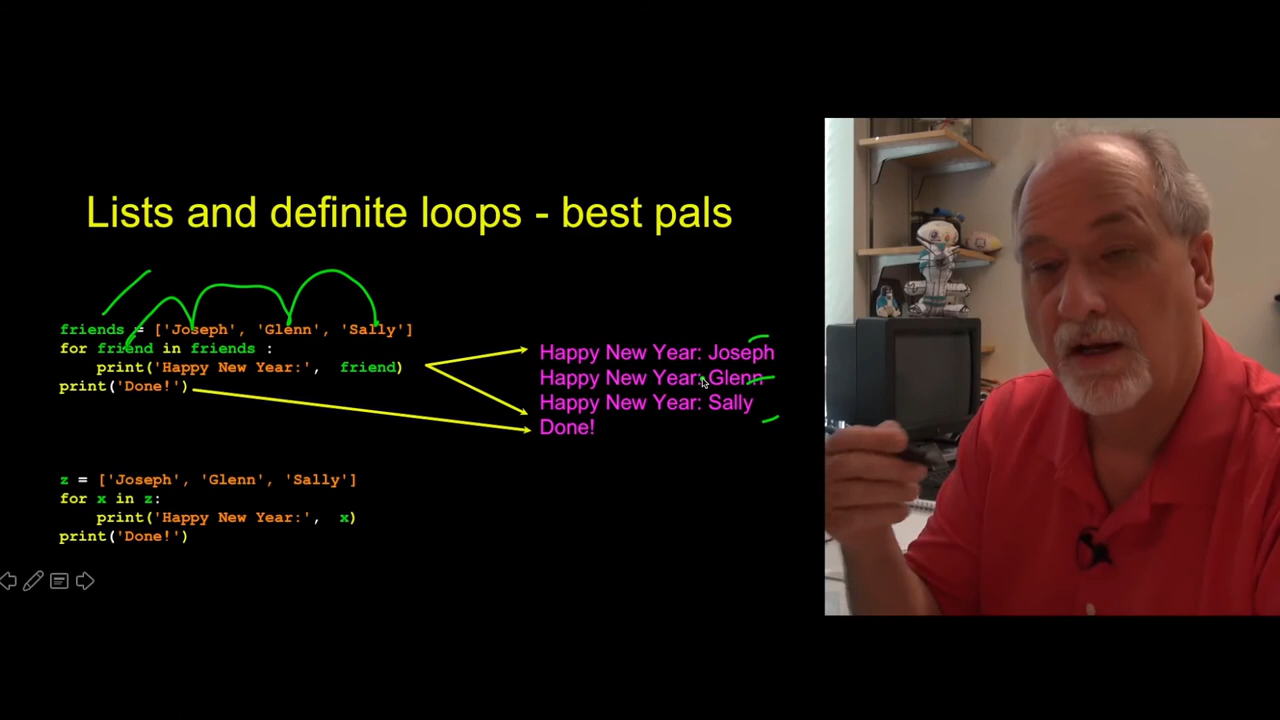 Lists and definite loops - best pals
friends = ['Joseph', 'Glenn', 'Sally']
for friend in friends :
    print('Happy New Year:',  friend)
print('Done!')
Happy New Year: Joseph
Happy New Year: Glenn
Happy New Year: Sally
Done!
z = ['Joseph', 'Glenn', 'Sally']
for x in z:
    print('Happy New Year:',  x)
print('Done!')